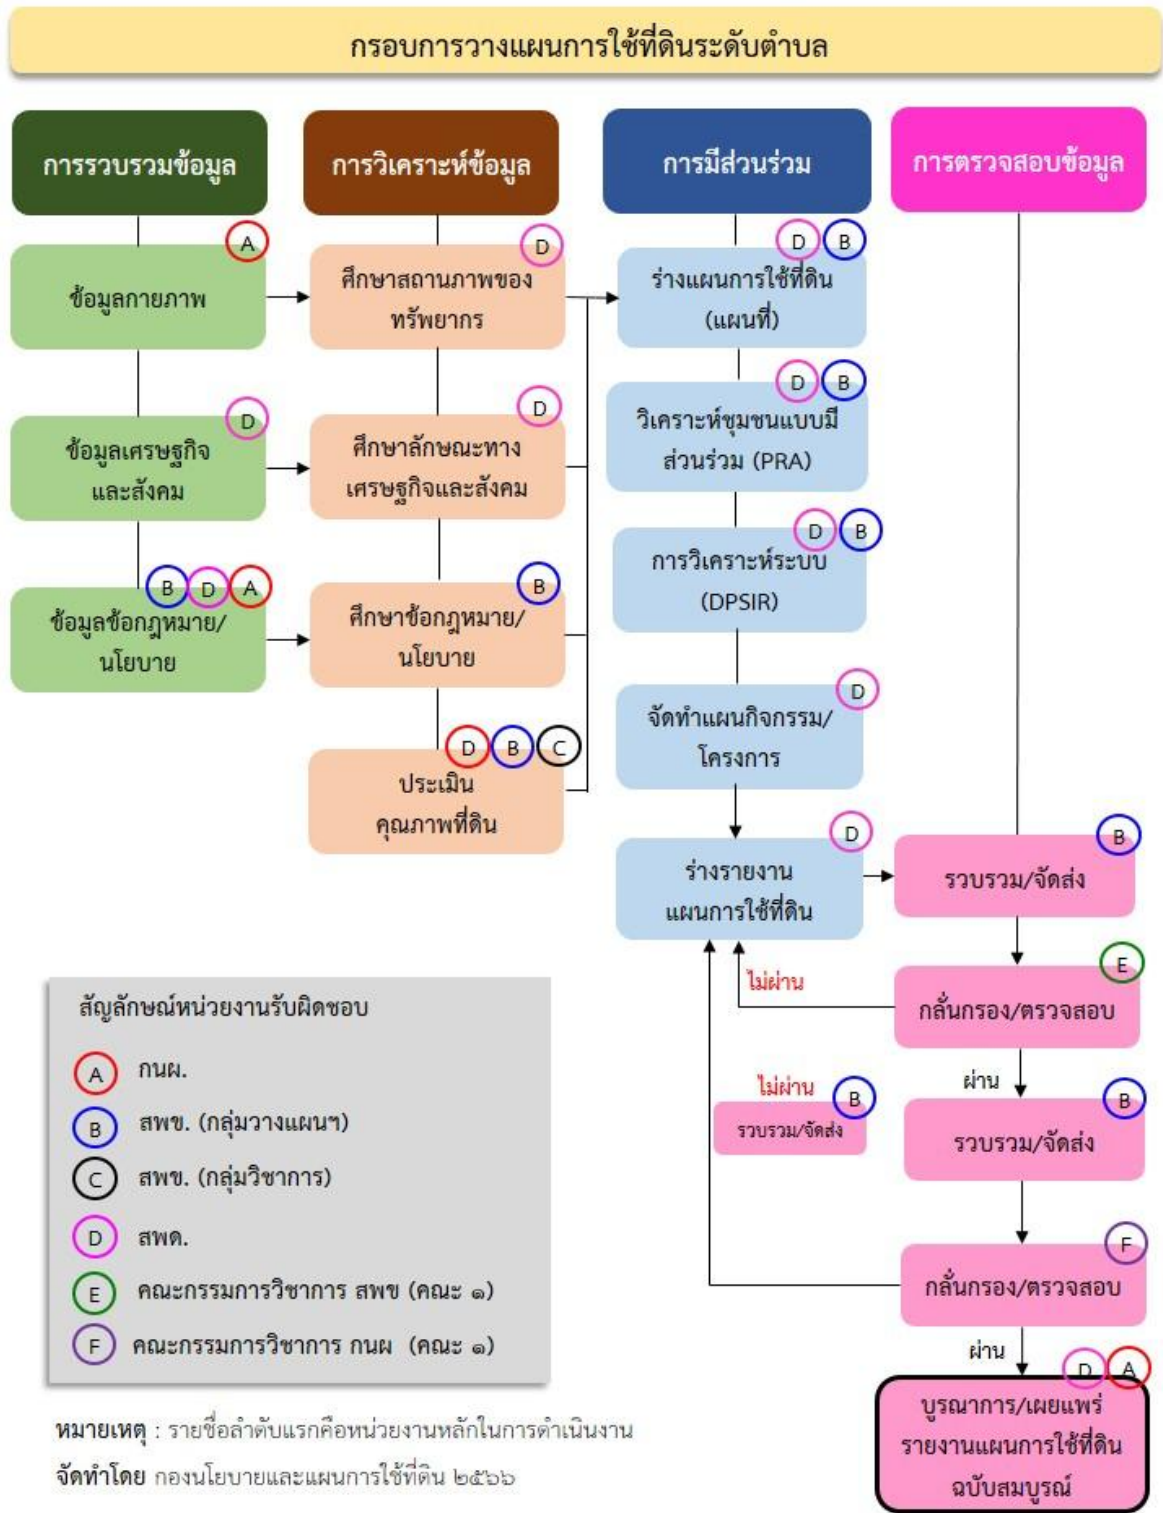 กรอบการวางแผนการใช้ที่ดินระดับตำบล
การรวบรวมข้อมูล
การวิเคราะห์ข้อมูล
การมีส่วนร่วม
การตรวจสอบข้อมูล
A
ข้อมูลกายภาพ
D
ข้อมูลเศรษฐกิจ
และสังคม
B D A
ข้อมูลข้อกฎหมาย/
นโยบาย
D
ศึกษาสถานภาพของ
ทรัพยากร
D
ศึกษาลักษณะทาง
เศรษฐกิจและสังคม
B
ศึกษาข้อกฎหมาย/
นโยบาย
D B C
ประเมิน
คุณภาพที่ดิน
D B
ร่างแผนการใช้ที่ดิน
(แผนที่)
D B
วิเคราะห์ชุมชนแบบมี
ส่วนร่วม (PRA)
D B
การวิเคราะห์ระบบ
(DPSIR)
D
จัดทำแผนกิจกรรม/
โครงการ
D
ร่างรายงาน
แผนการใช้ที่ดิน
B
รวบรวม/จัดส่ง
E
ไม่ผ่าน
กลั่นกรอง/ตรวจสอบ
ผ่าน
ไม่ผ่าน
B
รวบรวม/จัดส่ง
B
รวบรวม/จัดส่ง
F
กลั่นกรอง/ตรวจสอบ
ผ่าน
D A
บูรณาการ/เผยแพร่
รายงานแผนการใช้ที่ดิน
ฉบับสมบูรณ์
สัญลักษณ์หน่วยงานรับผิดชอบ
A กนผ.
B สพข. (กลุ่มวางแผนฯ)
C สพข. (กลุ่มวิชาการ)
D สพด.
E คณะกรรมการวิชาการ สพข (คณะ ๑)
F คณะกรรมการวิชาการ กนผ (คณะ ๑)
หมายเหตุ : รายชื่อลำดับแรกคือหน่วยงานหลักในการดำเนินงาน
จัดทำโดย กองนโยบายและแผนการใช้ที่ดิน ๒๕๖๖